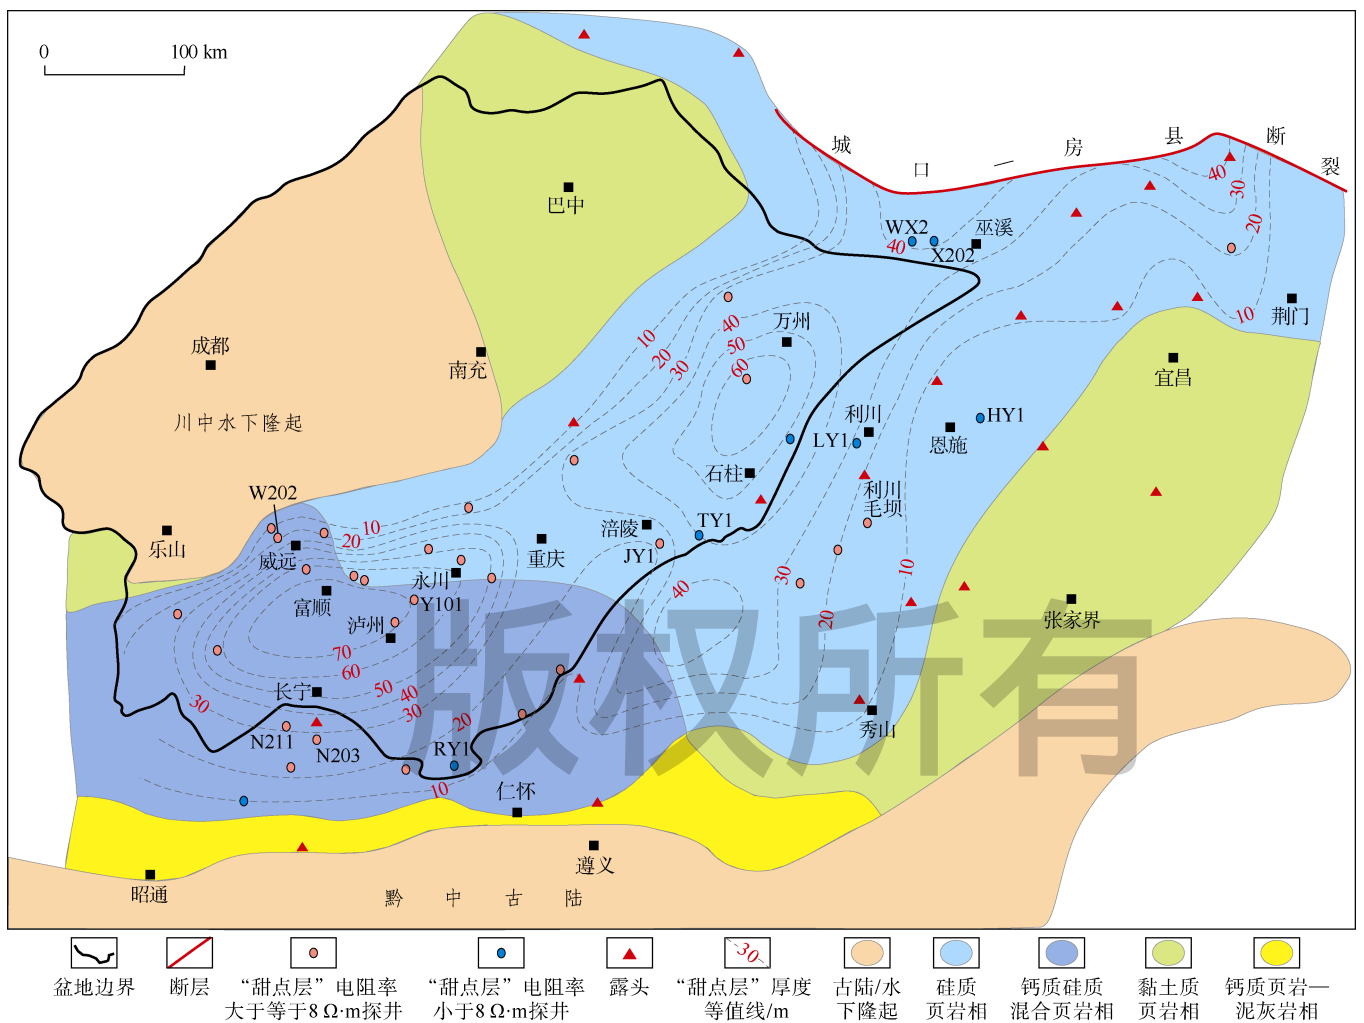 0 100 km
城 口 — 房 县 断 裂
40
30
20
WX2
巫溪
40
X202
巴中
10
荆门
万州
40
50
60
10
20
30
成都
南充
宜昌
川中水下隆起
利川
LY1
恩施
HY1
石柱
利川
毛坝
W202
10
20
涪陵
TY1
JY1
重庆
乐山
威远
永川
Y101
富顺
泸州
40
30
20
10
张家界
版权所有
70
60
50
40
30
30
20
长宁
N211
N203
RY1
10
秀山
仁怀
遵义
昭通
黔 中 古 陆
30
盆地边界
断层
“甜点层”电阻率
大于等于8 Ω·m探井
“甜点层”电阻率
小于8 Ω·m探井
露头
“甜点层”厚度
等值线/m
古陆/水
下隆起
硅质
页岩相
钙质硅质
混合页岩相
黏土质
页岩相
钙质页岩—
泥灰岩相